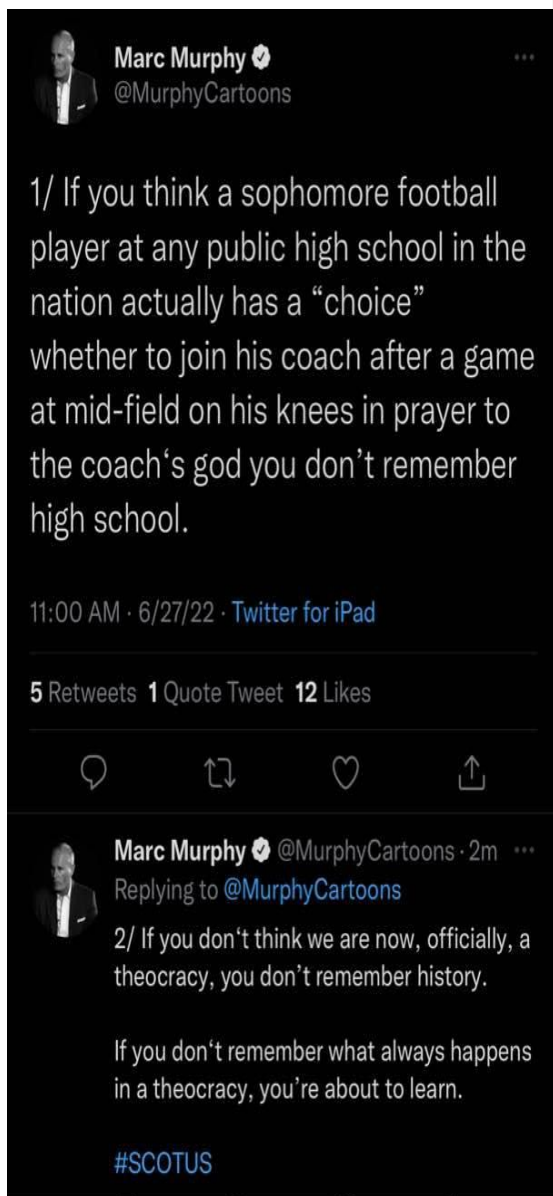 Marc Murphy
@MurphyCartoons
1/ If you think a sophomore football
player at any public high school in the
nation actually has a “choice”
whether to join his coach after a game
at mid-field on his knees in prayer to
the coach‘s god you don’t remember
high school.
11:00 AM · 6/27/22 · Twitter for iPad
5 Retweets 1 Quote Tweet 12 Likes
Marc Murphy @MurphyCartoons · 2m
Replying to @MurphyCartoons
2/ If you don‘t think we are now, officially, a
theocracy, you don’t remember history.
If you don‘t remember what always happens
in a theocracy, you’re about to learn.
#SCOTUS